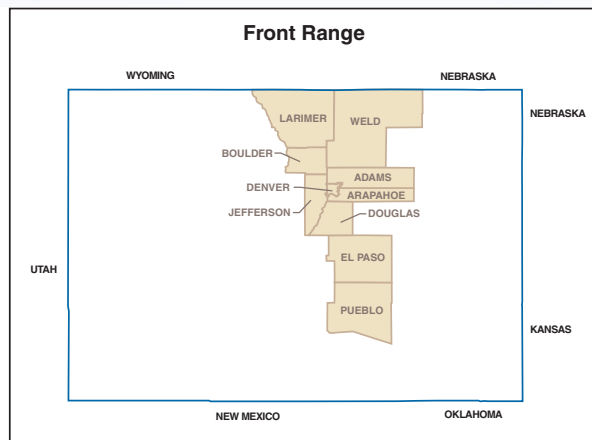 Front Range
WYOMING
NEBRASKA
NEBRASKA
LARIMER
WELD
BOULDER
ADAMS
DENVER
ARAPAHOE
JEFFERSON
DOUGLAS
EL PASO
UTAH
PUEBLO
KANSAS
NEW MEXICO
OKLAHOMA